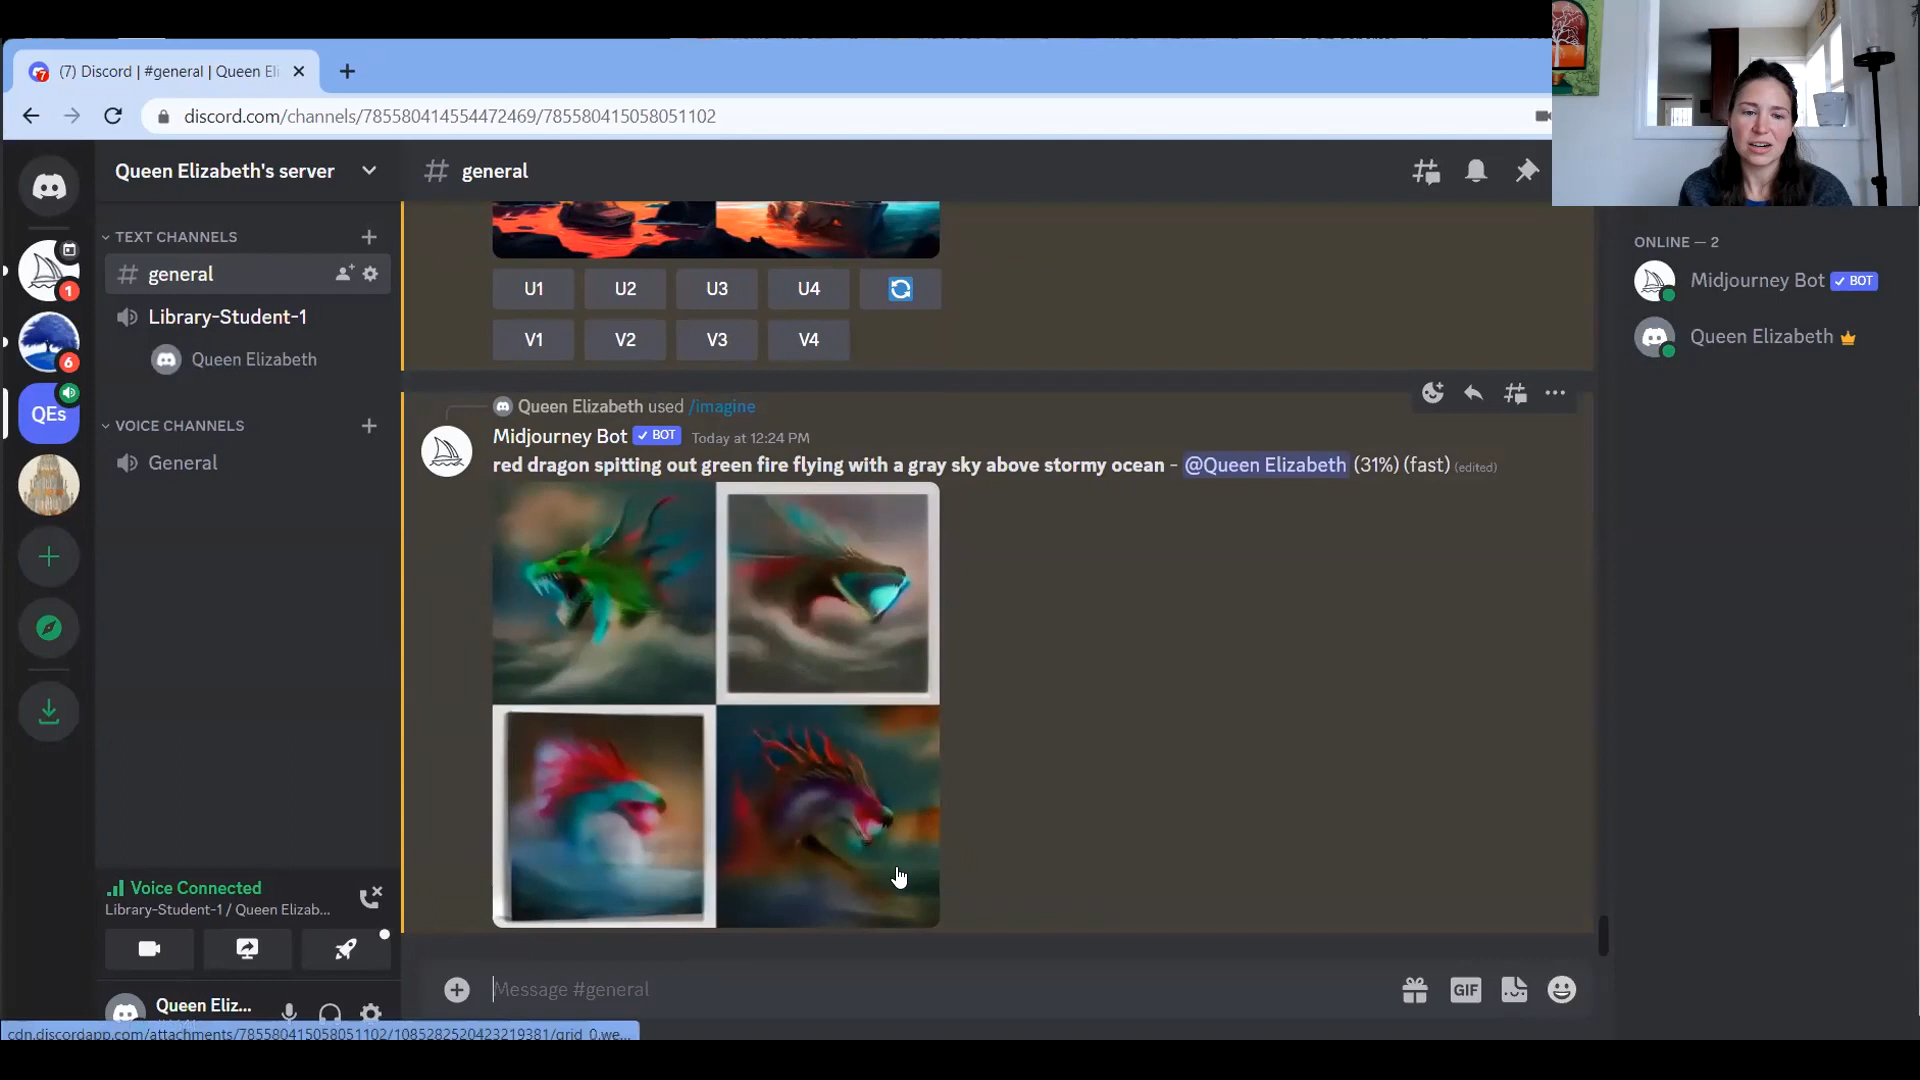 (7) Discord | #general | Queen Eli
discord.com/channels/785580414554472469/785580415058051102
Queen Elizabeth's server
general
TEXT CHANNELS
general
Library-Student-1
Queen Elizabeth
VOICE CHANNELS
General
1
6
QEs
U1 U2 U3 U4
V1 V2 V3 V4
Queen Elizabeth used /imagine
Midjourney Bot BOT Today at 12:24 PM
red dragon spitting out green fire flying with a gray sky above stormy ocean - @Queen Elizabeth (31%) (fast) (edited)
ONLINE — 2
Midjourney Bot BOT
Queen Elizabeth
Voice Connected
Library-Student-1 / Queen Elizab...
Queen Eliz...
Message #general
GIF
cdn.discordapp.com/attachments/785580415058051102/1085282520423219381/grid_0.we...